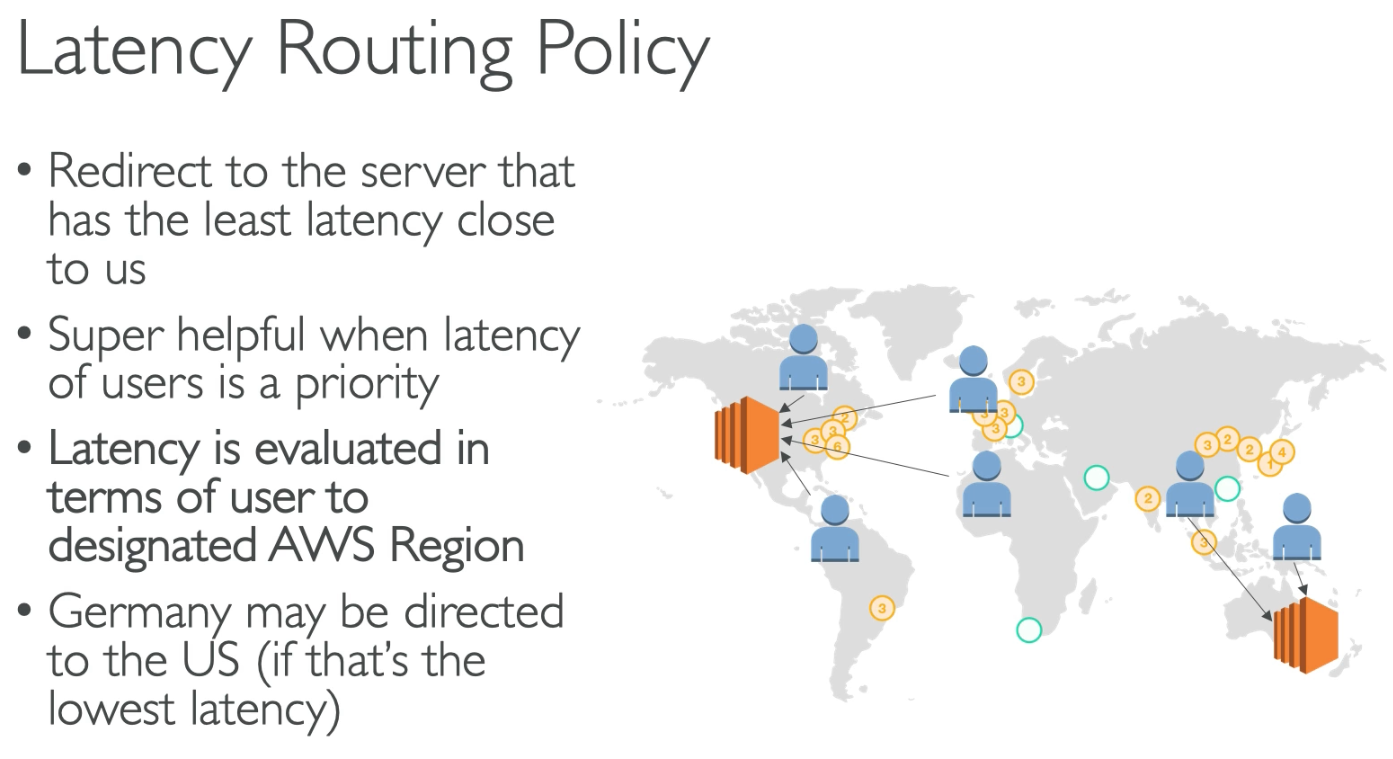 Latency Routing Policy
• Redirect to the server that
has the least latency close
to us
• Super helpful when latency
of users is a priority
• Latency is evaluated in
terms of user to
designated AWS Region
• Germany may be directed
to the US (if that's the
lowest latency)
3
2
3
3
6
3
3
3
3
2
2
1
4
2
3
3